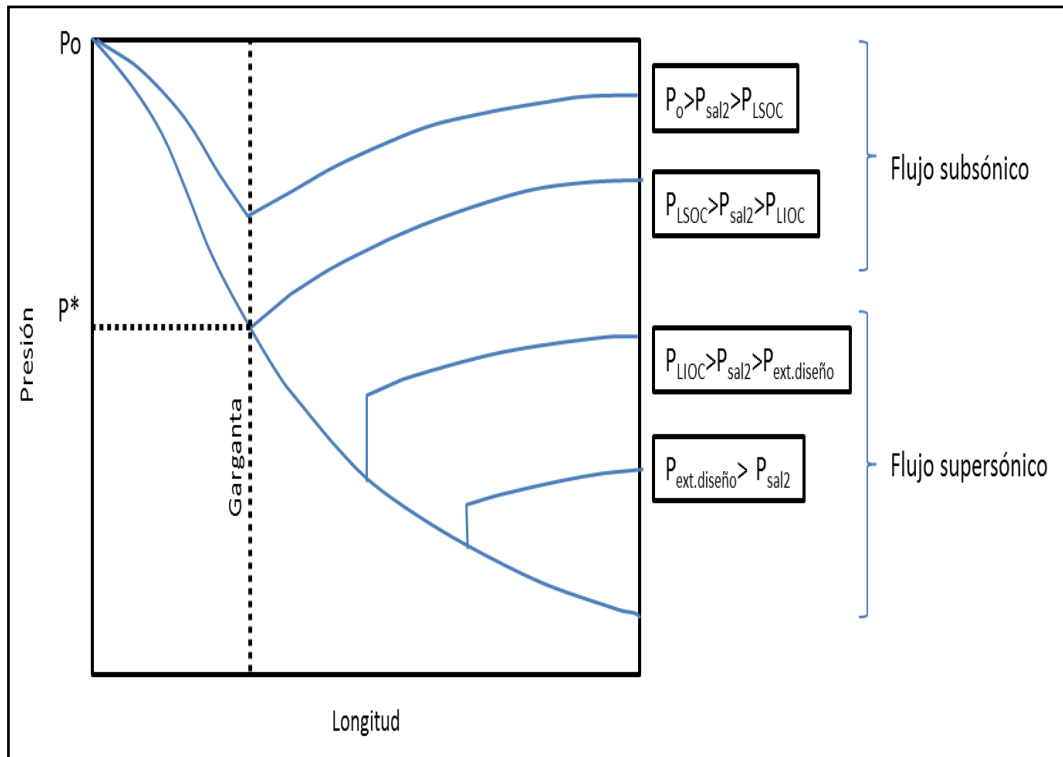 Po
P*
Presión
Garganta
Longitud
Po>Psal2>PLSOC
PLSOC>Psal2>PLIOC
PLIOC>Psal2>Pext.diseño
Pext.diseño> Psal2
Flujo subsónico
Flujo supersónico